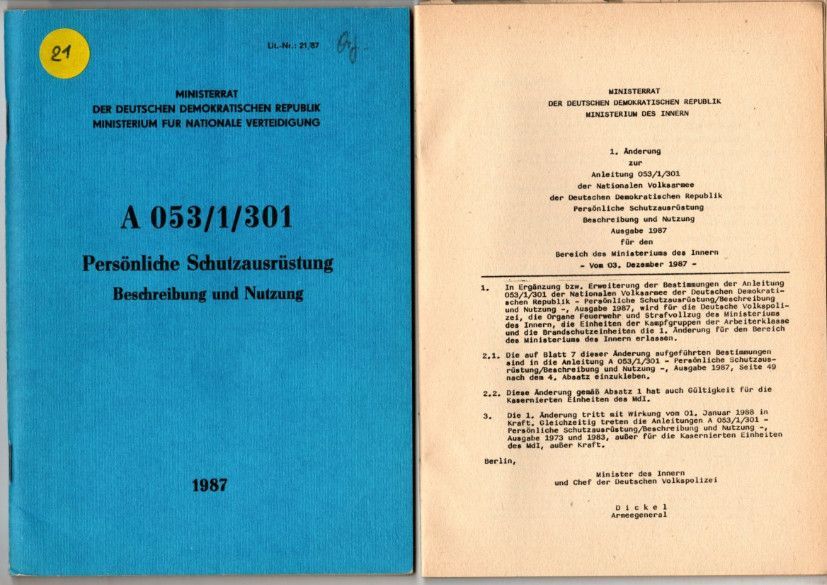 21
Lit.-Nr.: 21/87
MINISTERRAT
DER DEUTSCHEN DEMOKRATISCHEN REPUBLIK
MINISTERIUM FUR NATIONALE VERTEIDIGUNG
A 053/1/301
Persönliche Schutzausrüstung
Beschreibung und Nutzung
1987
MINISTERRAT
DER DEUTSCHEN DEMOKRATISCHEN REPUBLIK
MINISTERIUM DES INNERN
1. Änderung
zur
Anleitung 053/1/301
der Nationalen Volksarmee
der Deutschen Demokratischen Republik
Persönliche Schutzausrüstung
Beschreibung und Nutzung
Ausgabe 1987
für den
Bereich des Ministeriums des Innern
- Vom 03. Dezember 1987 -
1. In Ergänzung bzw. Erweiterung der Bestimmungen der Anleitung
053/1/301 der Nationalen Volksarmee der Deutschen Demokrati-
schen Republik - Persönliche Schutzausrüstung/Beschreibung
und Nutzung -, Ausgabe 1987, wird für die Deutsche Volkspoli-
zei, die Organe Feuerwehr und Strafvollzug des Ministeriums
des Innern, die Einheiten der Kampfgruppen der Arbeiterklasse
und die Brandschutzeinheiten die 1. Änderung für den Bereich
des Ministeriums des Innern erlassen.
2.1. Die auf Blatt 7 dieser Änderung aufgeführten Bestimmungen
sind in die Anleitung A 053/1/301 - Persönliche Schutzaus-
rüstung/Beschreibung und Nutzung -, Ausgabe 1987, Seite 49
nach dem 4. Absatz einzukleben.
2.2. Diese Änderung gemäß Absatz 1 hat auch Gültigkeit für die
Kasernierten Einheiten des MdI.
3. Die 1. Änderung tritt mit Wirkung vom 01. Januar 1988 in
Kraft. Gleichzeitig treten die Anleitungen A 053/1/301 -
Persönliche Schutzausrüstung/Beschreibung und Nutzung -,
Ausgabe 1973 und 1983, außer für die Kasernierten Einheiten
des MdI, außer Kraft.
Berlin,
Minister des Innern
und Chef der Deutschen Volkspolizei
D i c k e l
Armeegeneral